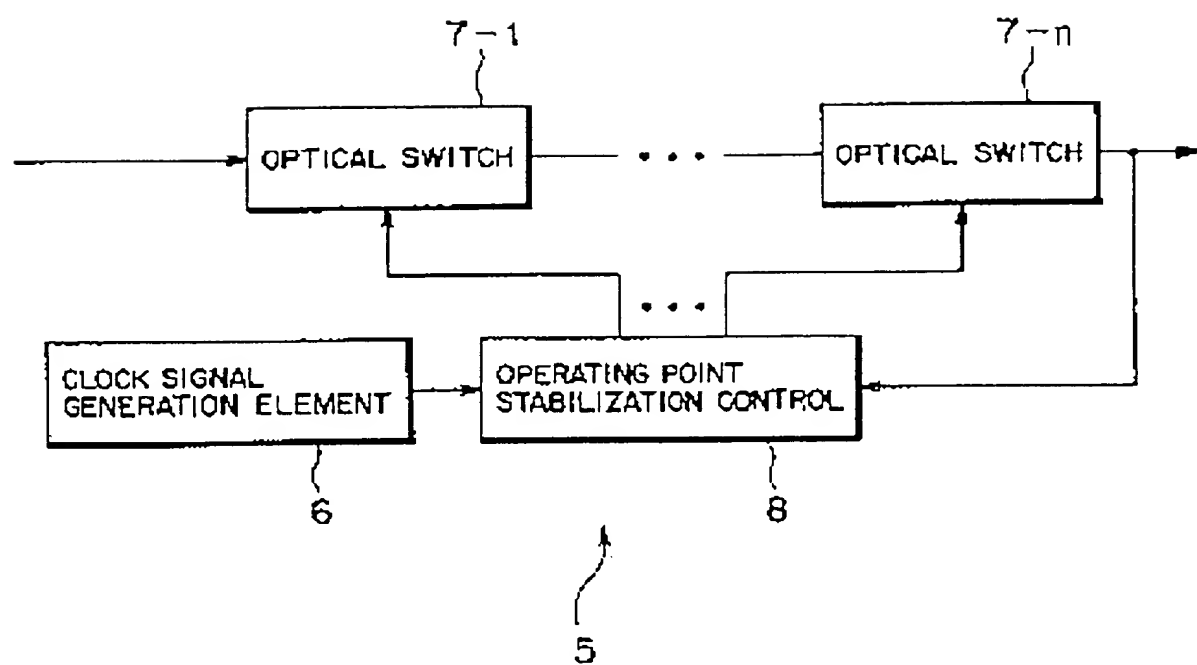 7-1
7-n
OPTICAL SWITCH
OPTICAL SWITCH
CLOCK SIGNAL
GENERATION ELEMENT
OPERATING POINT
STABILIZATION CONTROL
6
8
5